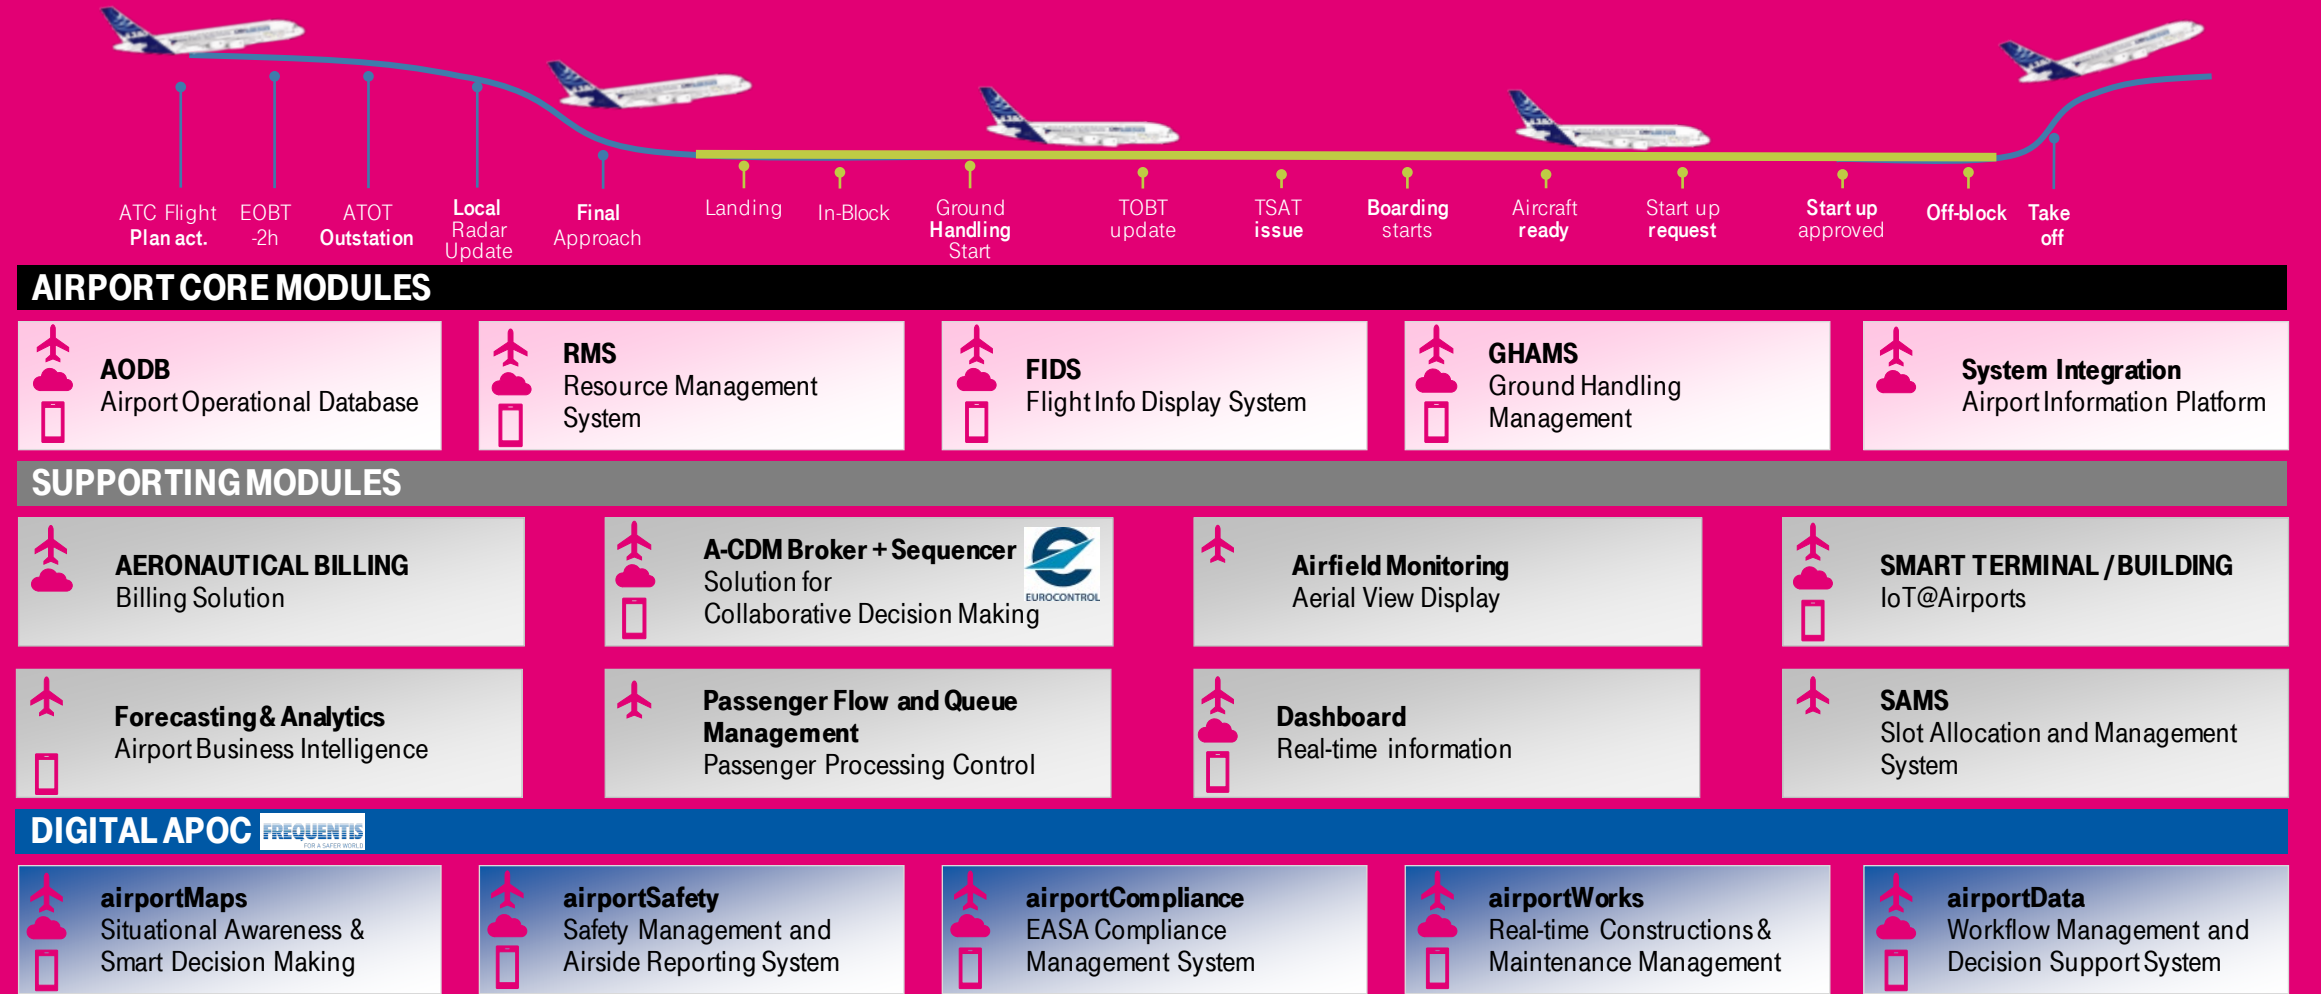 ATC Flight
Plan act.
EOBT
-2h
ATOT
Outstation
Local
Radar
Update
Final
Approach
Landing
In-Block
Ground
Handling
Start
TOBT
update
TSAT
issue
Boarding
starts
Aircraft
ready
Start up
request
Start up
approved
Off-block
Take
off
AIRPORT CORE MODULES
AODB
Airport Operational Database
RMS
Resource Management
System
FIDS
Flight Info Display System
GHAMS
Ground Handling
Management
System Integration
Airport Information Platform
SUPPORTING MODULES
AERONAUTICAL BILLING
Billing Solution
A-CDM Broker + Sequencer
Solution for
Collaborative Decision Making
EUROCONTROL
Airfield Monitoring
Aerial View Display
SMART TERMINAL / BUILDING
IoT@Airports
Forecasting & Analytics
Airport Business Intelligence
Passenger Flow and Queue
Management
Passenger Processing Control
Dashboard
Real-time information
SAMS
Slot Allocation and Management
System
DIGITAL APOC
FREQUENTIS
FOR A SAFER WORLD
airportMaps
Situational Awareness &
Smart Decision Making
airportSafety
Safety Management and
Airside Reporting System
airportCompliance
EASA Compliance
Management System
airportWorks
Real-time Constructions &
Maintenance Management
airportData
Workflow Management and
Decision Support System